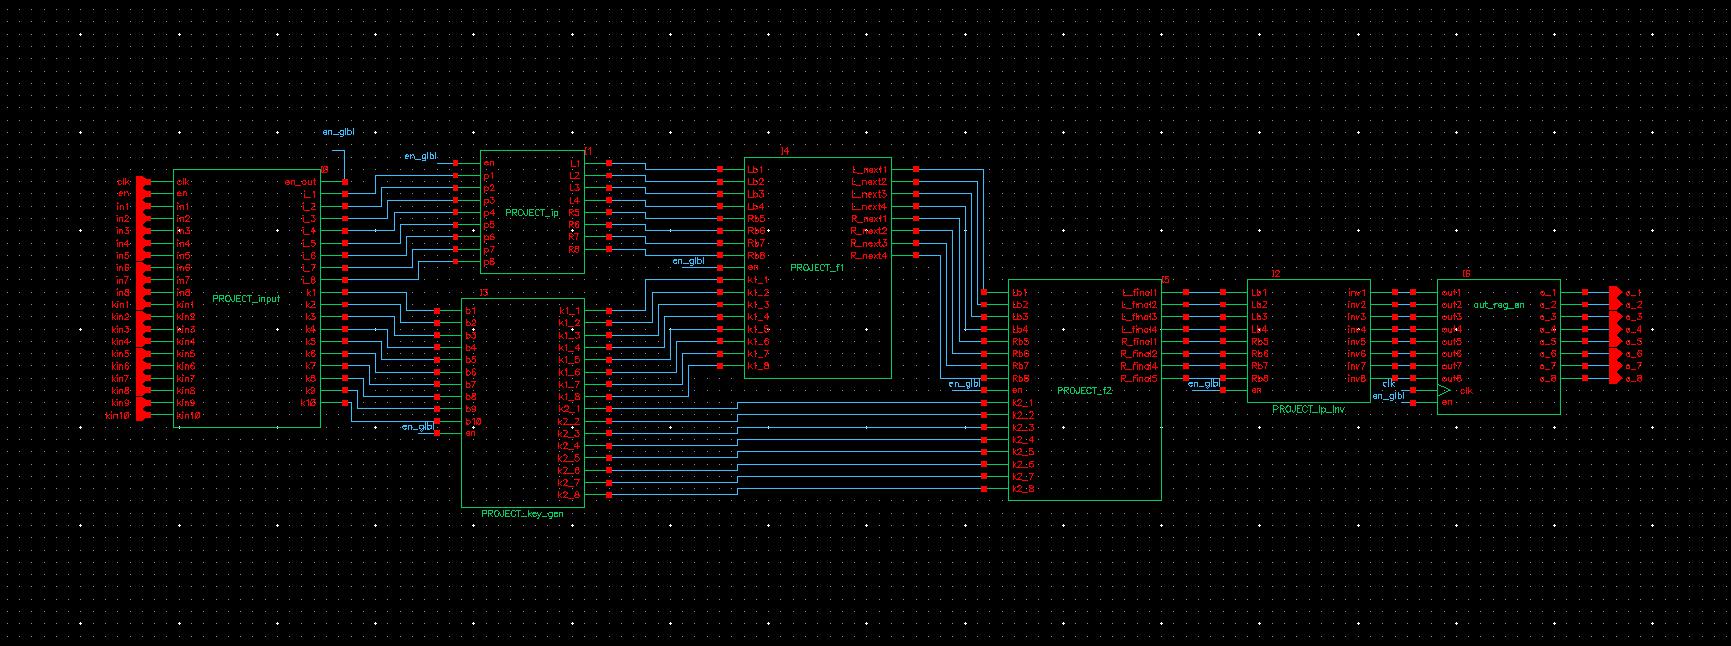 en_glbl
clk
en
in1
in2
in3
in4
in5
in6
in7
in8
kin1
kin2
kin3
kin4
kin5
kin6
kin7
kin8
kin9
kin10
I0
clk
en
in1
in2
in3
in4
in5
in6
in7
in8
kin1
kin2
kin3
kin4
kin5
kin6
kin7
kin8
kin9
kin10
PROJECT_input
en_out
i_1
i_2
i_3
i_4
i_5
i_6
i_7
i_8
k1
k2
k3
k4
k5
k6
k7
k8
k9
k10
en_glbl
I1
en
p1
p2
p3
p4
p5
p6
p7
p8
PROJECT_ip
L1
L2
L3
L4
R5
R6
R7
R8
I3
b1
b2
b3
b4
b5
b6
b7
b8
b9
b10
en
en_glbl
k1_1
k1_2
k1_3
k1_4
k1_5
k1_6
k1_7
k1_8
k2_1
k2_2
k2_3
k2_4
k2_5
k2_6
k2_7
k2_8
PROJECT_key_gen
I4
Lb1
Lb2
Lb3
Lb4
Rb5
Rb6
Rb7
Rb8
en
en_glbl
k1_1
k1_2
k1_3
k1_4
k1_5
k1_6
k1_7
k1_8
PROJECT_f1
L_next1
L_next2
L_next3
L_next4
R_next1
R_next2
R_next3
R_next4
I5
Lb1
Lb2
Lb3
Lb4
Rb5
Rb6
Rb7
Rb8
en
en_glbl
k2_1
k2_2
k2_3
k2_4
k2_5
k2_6
k2_7
k2_8
PROJECT_f2
L_final1
L_final2
L_final3
L_final4
R_final1
R_final2
R_final4
R_final5
I2
Lb1
Lb2
Lb3
Lb4
Rb5
Rb6
Rb7
Rb8
en
en_glbl
inv1
inv2
inv3
inv4
inv5
inv6
inv7
inv8
PROJECT_ip_inv
I6
out1
out2
out3
out4
out5
out6
out7
out8
clk
en
clk
en_glbl
out_reg_en
o_1
o_2
o_3
o_4
o_5
o_6
o_7
o_8
o_1
o_2
o_3
o_4
o_5
o_6
o_7
o_8